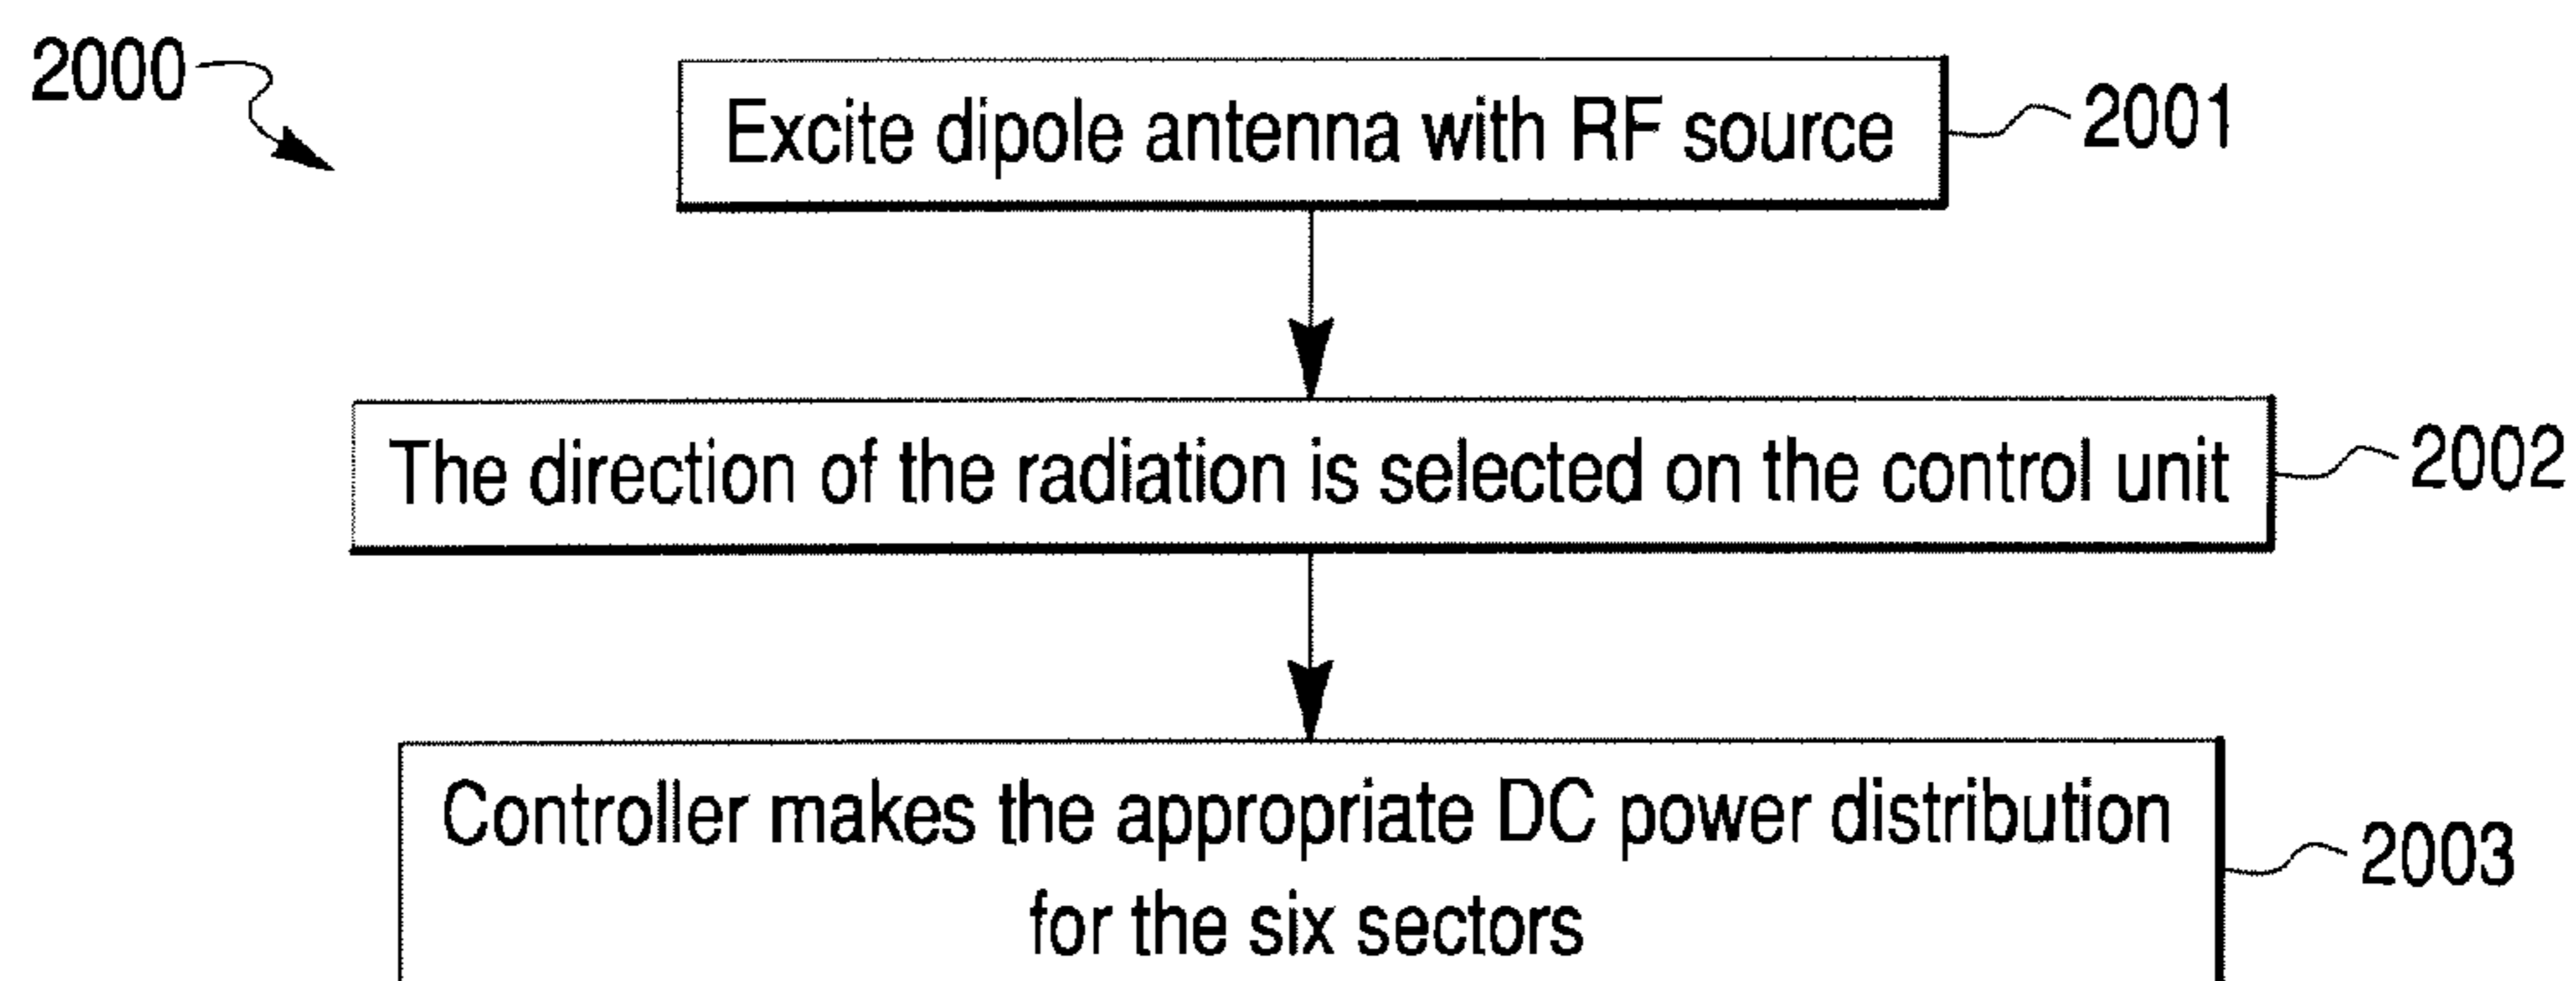 2000
Excite dipole antenna with RF source
2001
The direction of the radiation is selected on the control unit
2002
Controller makes the appropriate DC power distribution
for the six sectors
2003